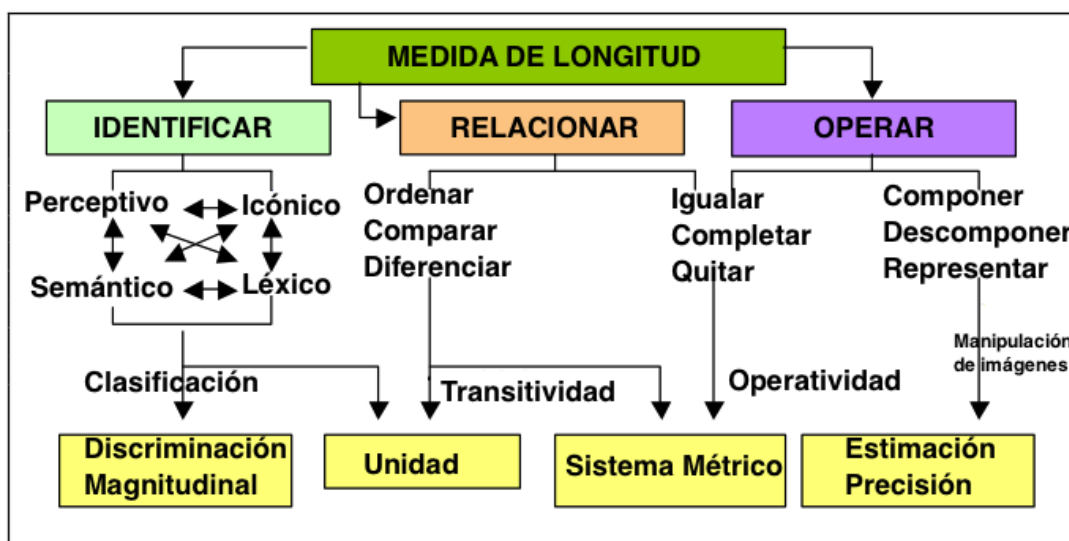 MEDIDA DE LONGITUD
IDENTIFICAR
RELACIONAR
OPERAR
Perceptivo
Icónico
Semántico
Léxico
Ordenar
Comparar
Diferenciar
Igualar
Completar
Quitar
Componer
Descomponer
Representar
Clasificación
Transitividad
Operatividad
Manipulación
de imágenes
Discriminación
Magnitudinal
Unidad
Sistema Métrico
Estimación
Precisión